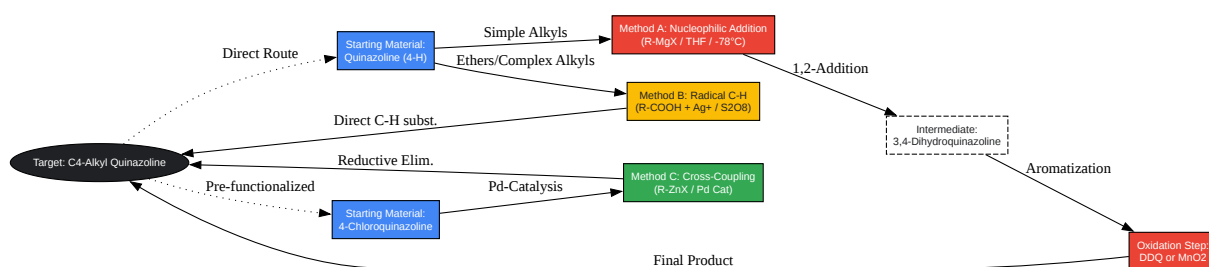 Direct Route
Starting Material:
Quinazoline (4-H)
Simple Alkyls
Ethers/Complex Alkyls
Method A: Nucleophilic Addition
(R-MgX / THF / -78°C)
1,2-Addition
Method B: Radical C-H
(R-COOH + Ag+ / S2O8)
Direct C-H subst.
Intermediate:
3,4-Dihydroquinazoline
Target: C4-Alkyl Quinazoline
Reductive Elim.
Method C: Cross-Coupling
(R-ZnX / Pd Cat)
Aromatization
Pre-functionalized
Pd-Catalysis
Starting Material:
4-Chloroquinazoline
Oxidation Step:
DDQ or MnO2
Final Product